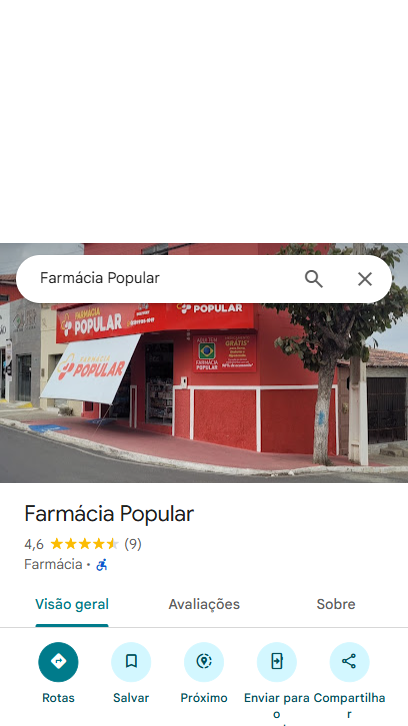 Farmácia Popular
FARMÁCIA
POPULAR
POPULAR
FARMÁCIA
POPULAR
AQUI TEM
FARMÁCIA
POPULAR
GRÁTIS*
Farmácia Popular
4,6 (9)
Farmácia •
Visão geral
Avaliações
Sobre
Rotas
Salvar
Próximo
Enviar para
o
Compartilha
r